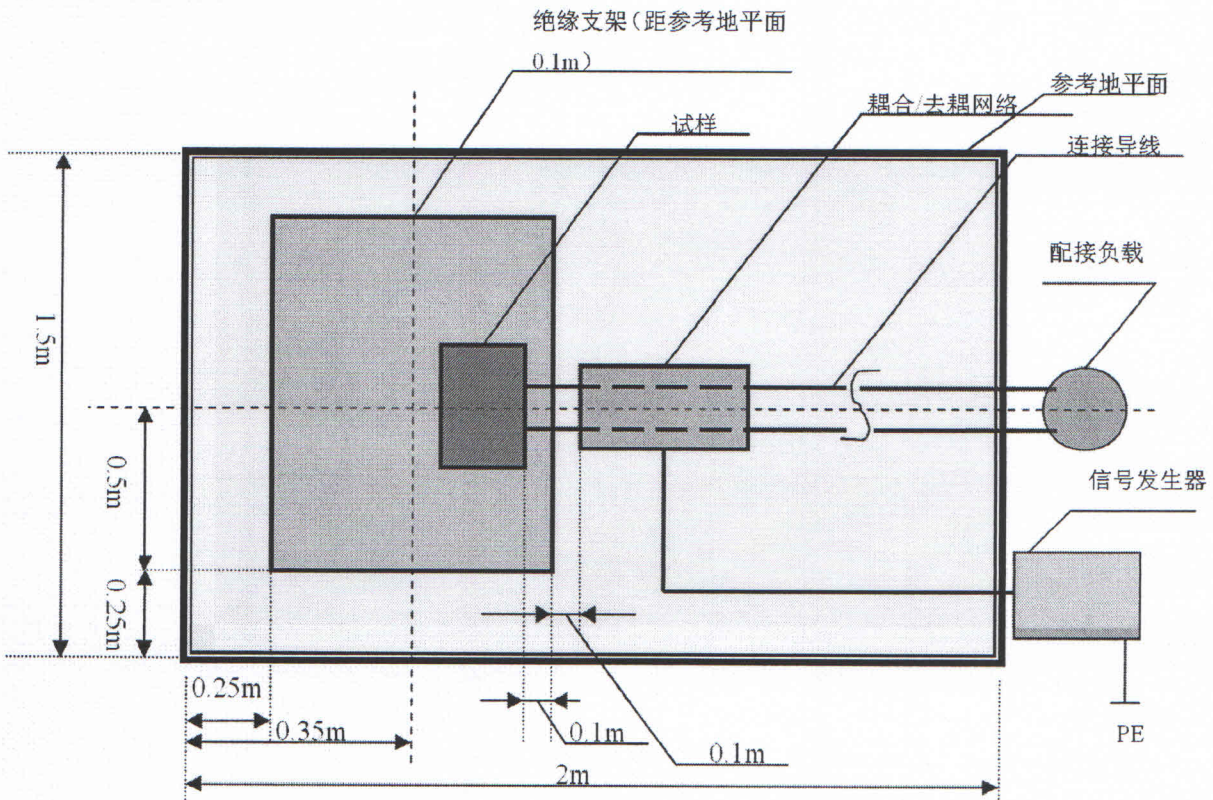 绝缘支架(距参考地平面
0.1m)
参考地平面
耦合/去耦网络
试样
连接导线
配接负载
1.5m
0.5m
信号发生器
0.25m
0.25m
0.35m
0.1m
0.1m
PE
2m